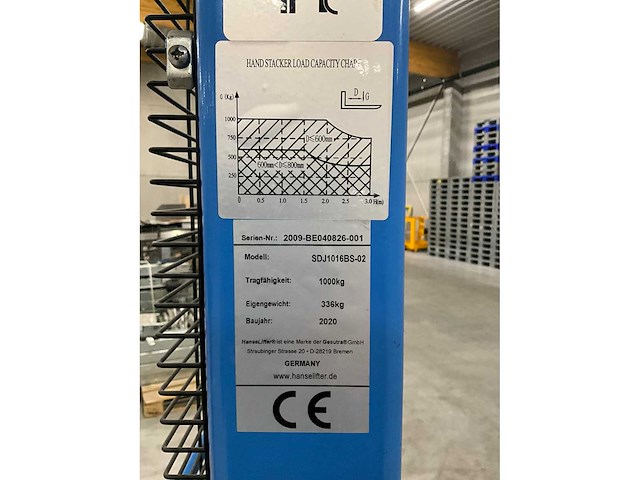 HAND STACKER LOAD CAPACITY CHA
Q (Kg)
D
G
1000
750
500
250
D≤600mm
600mm<D≤800mm
0 0.5 1.0 1.5 2.0 2.5 3.0 H(m)
Serien-Nr.: 2009-BE040826-001
Modell: SDJ1016BS-02
Tragfähigkeit: 1000kg
Eigengewicht: 336kg
Baujahr: 2020
HanseLifter® ist eine Marke der Gesutra® GmbH
Straubinger Strasse 20 • D-28219 Bremen
GERMANY
www.hanselifter.de
CE